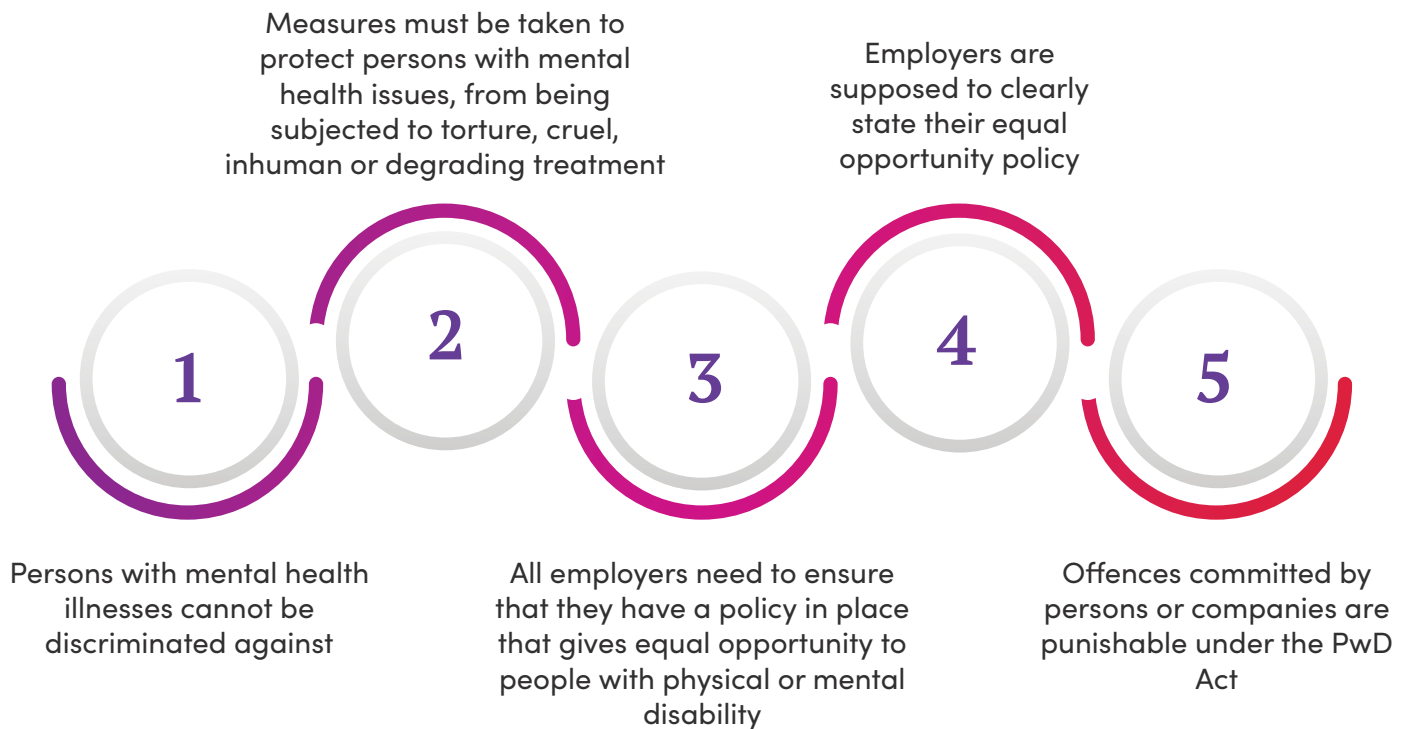 1
Persons with mental health
illnesses cannot be
discriminated against
Measures must be taken to
protect persons with mental
health issues, from being
subjected to torture, cruel,
inhuman or degrading treatment
2
3
All employers need to ensure
that they have a policy in place
that gives equal opportunity to
people with physical or mental
disability
Employers are
supposed to clearly
state their equal
opportunity policy
4
5
Offences committed by
persons or companies are
punishable under the PwD
Act